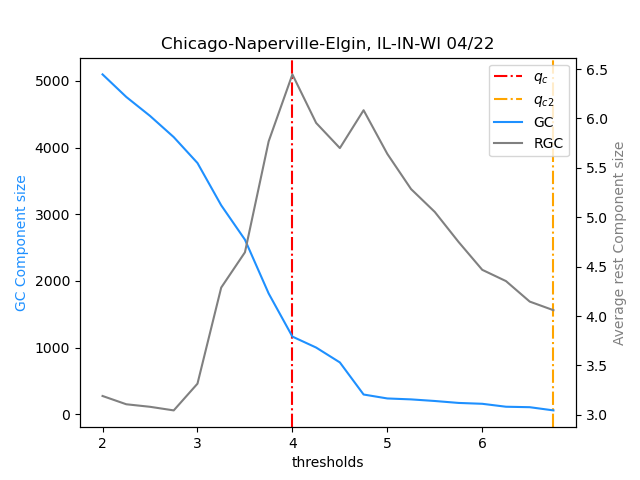 Chicago-Naperville-Elgin, IL-IN-WI 04/22
GC Component size
5000
4000
3000
2000
1000
0
2
3
4
5
6
thresholds
6.5
6.0
5.5
5.0
4.5
4.0
3.5
3.0
Average rest Component size
q_c
q_c2
GC
RGC